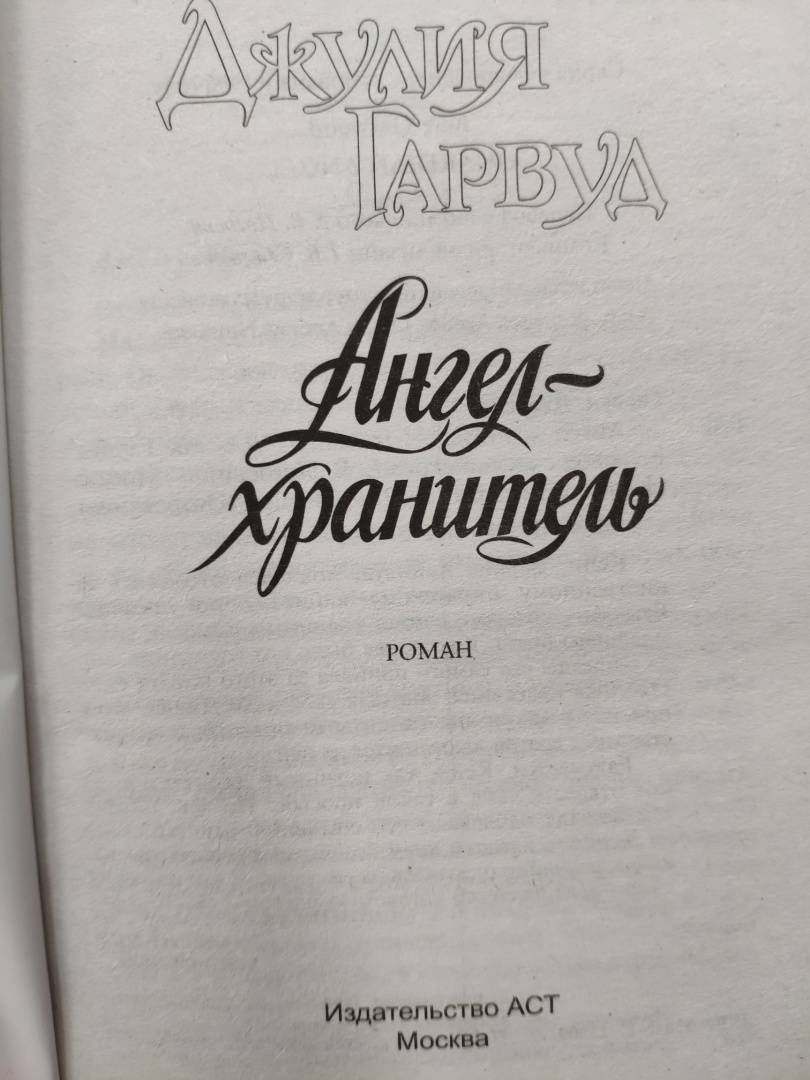 Джулия
Гарвуд
Ангел-
хранитель
РОМАН
Издательство АСТ
Москва